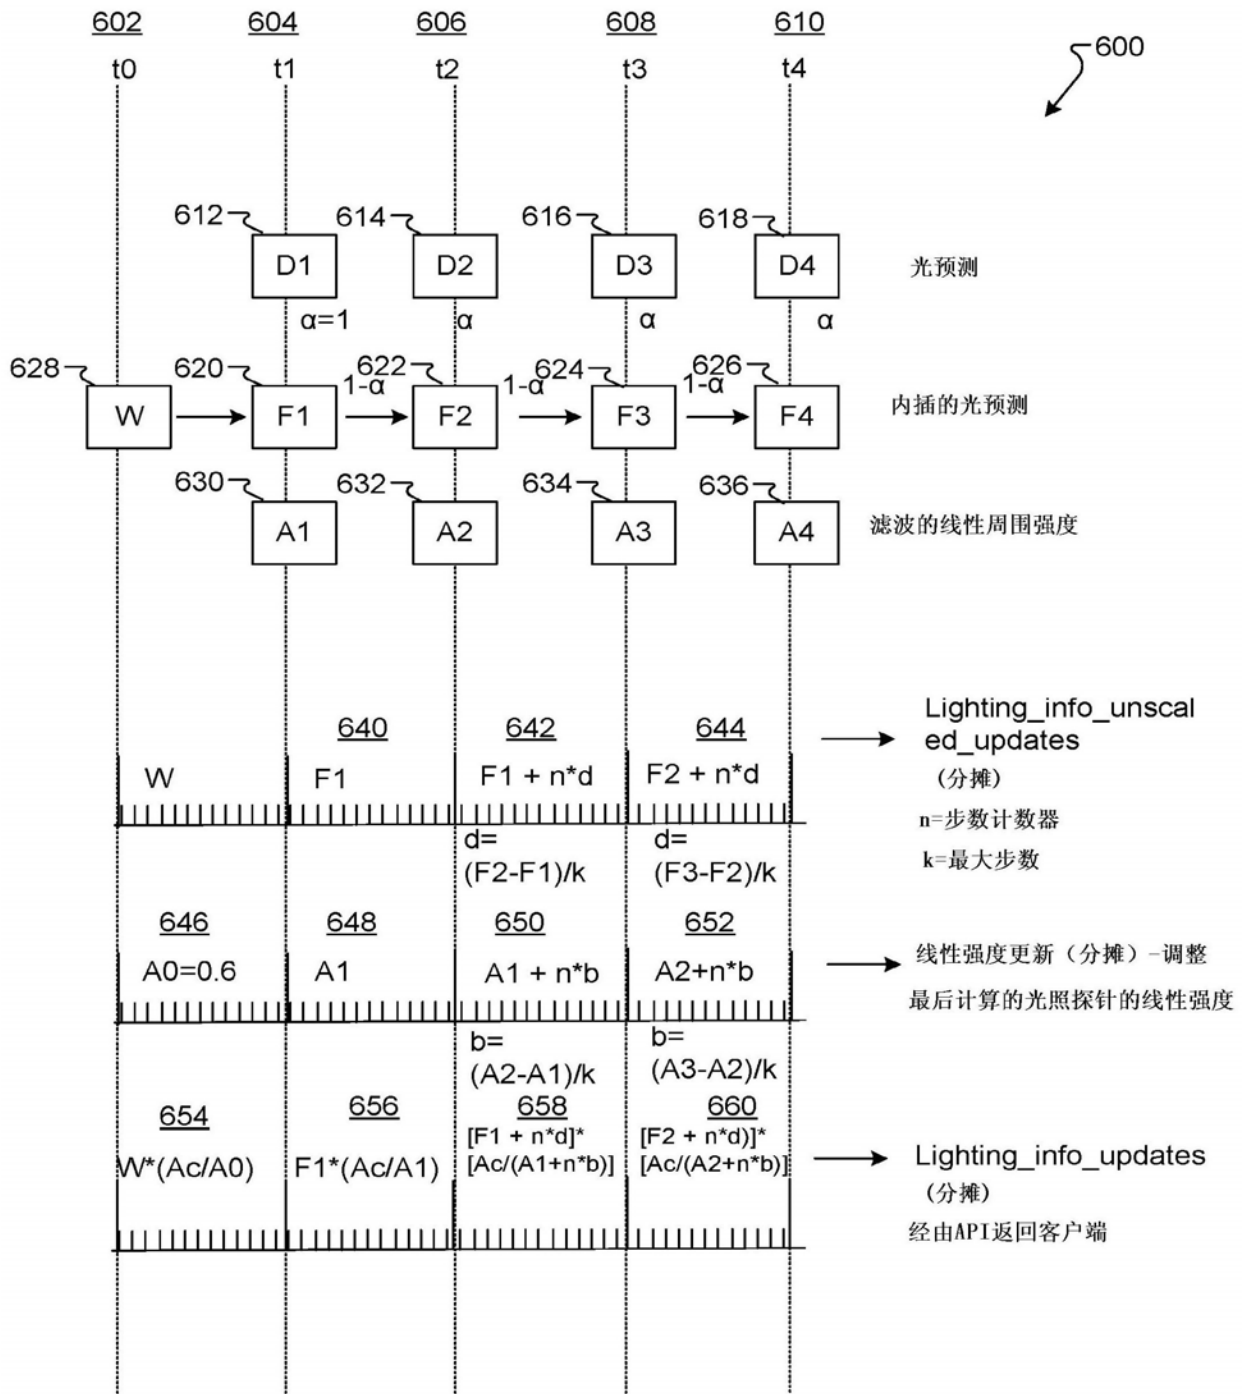 602 604 606 608 610
t0 t1 t2 t3 t4
600
612 614 616 618
D1 D2 D3 D4
光预测
α=1 α α α
628 620 622 624 626
1-α 1-α 1-α
W F1 F2 F3 F4
内插的光预测
630 632 634 636
A1 A2 A3 A4
滤波的线性周围强度
640 642 644
W F1 F1 + n*d F2 + n*d
Lighting_info_unscal
ed_updates
(分摊)
n=步数计数器
k=最大步数
d= d=
(F2-F1)/k (F3-F2)/k
646 648 650 652
A0=0.6 A1 A1 + n*b A2+n*b
线性强度更新（分摊）-调整
最后计算的光照探针的线性强度
b= b=
(A2-A1)/k (A3-A2)/k
654 656 658 660
W*(Ac/A0) F1*(Ac/A1) [F1 + n*d]* [F2 + n*d)]*
[Ac/(A1+n*b)] [Ac/(A2+n*b)]
Lighting_info_updates
(分摊)
经由API返回客户端